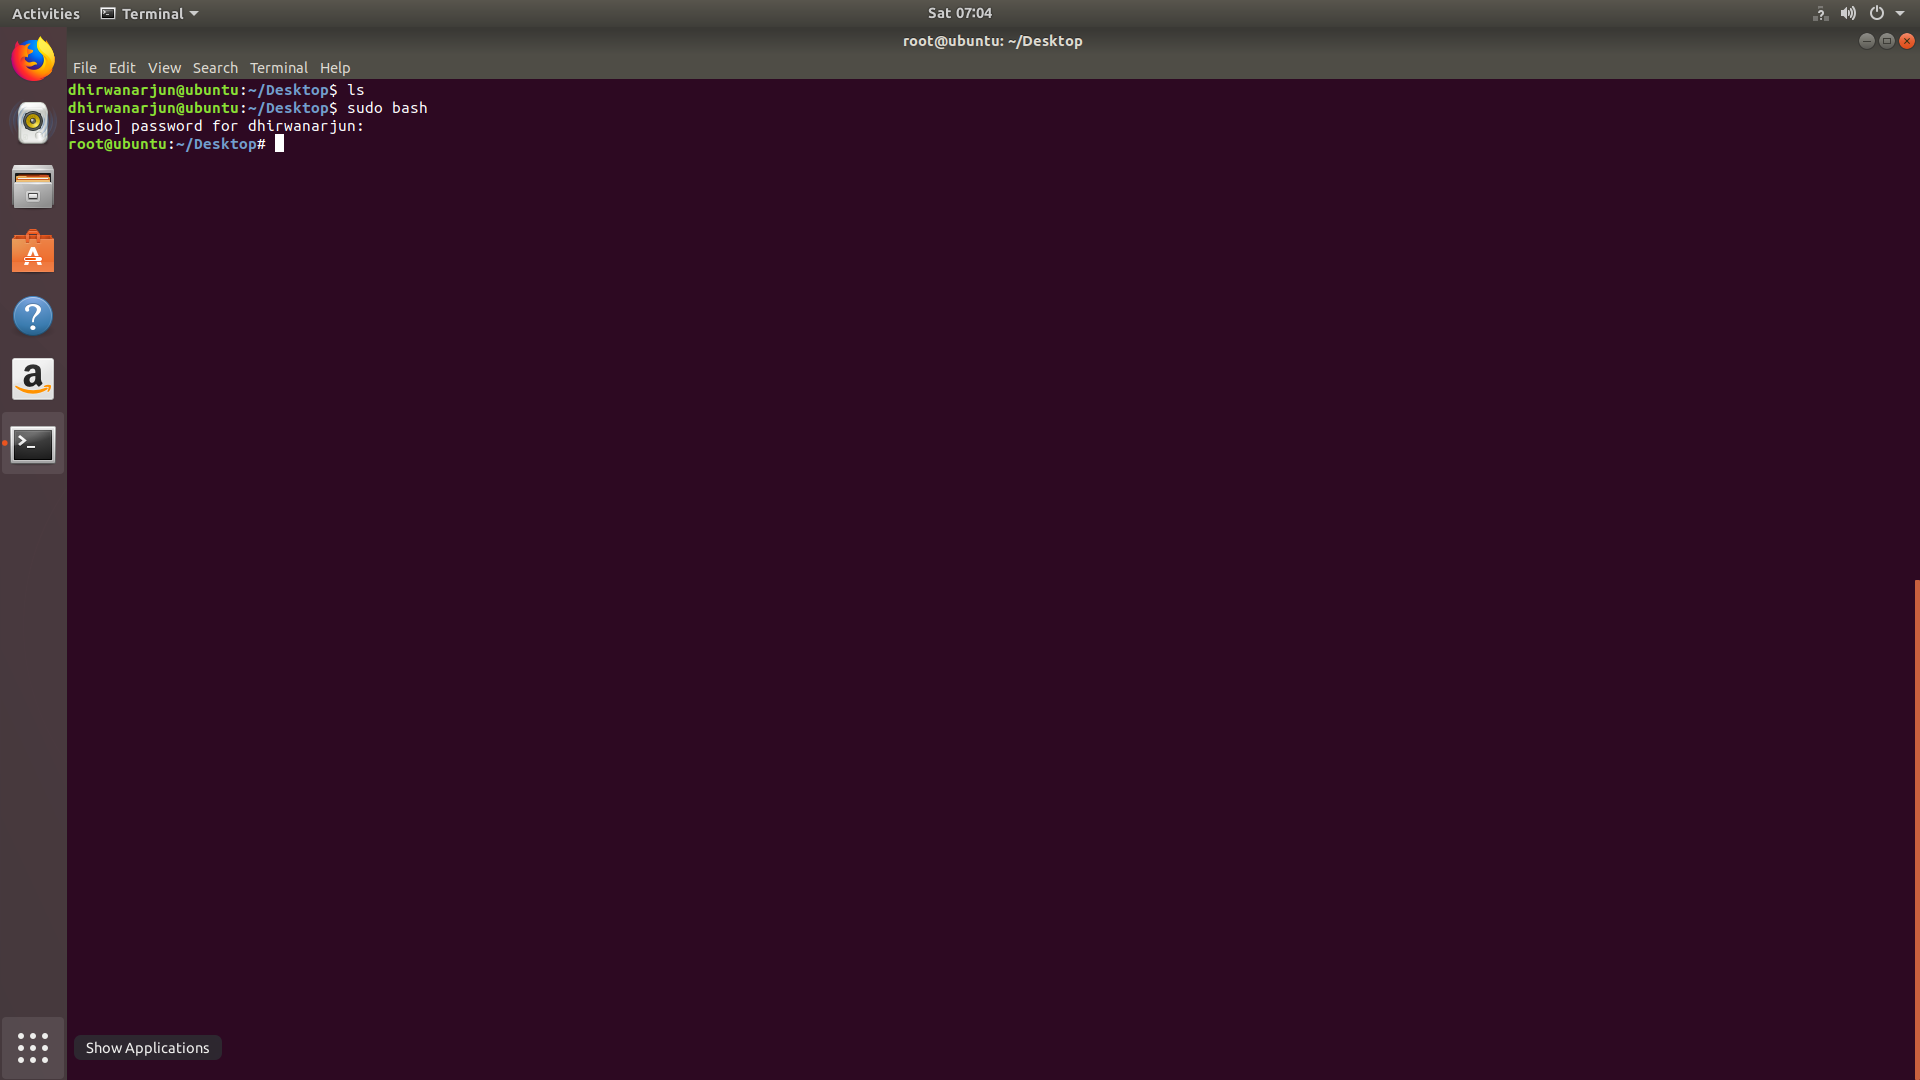 Activities Terminal Sat 07:04
root@ubuntu: ~/Desktop
File Edit View Search Terminal Help
dhirwanarjun@ubuntu:~/Desktop$ ls
dhirwanarjun@ubuntu:~/Desktop$ sudo bash
[sudo] password for dhirwanarjun:
root@ubuntu:~/Desktop#
Show Applications